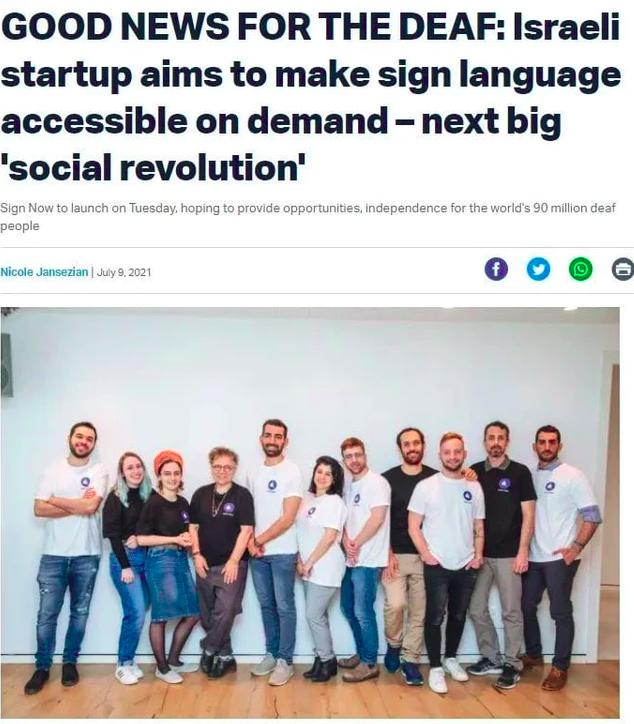 GOOD NEWS FOR THE DEAF: Israeli
startup aims to make sign language
accessible on demand – next big
'social revolution'
Sign Now to launch on Tuesday, hoping to provide opportunities, independence for the world's 90 million deaf
people
Nicole Jansezian | July 9, 2021